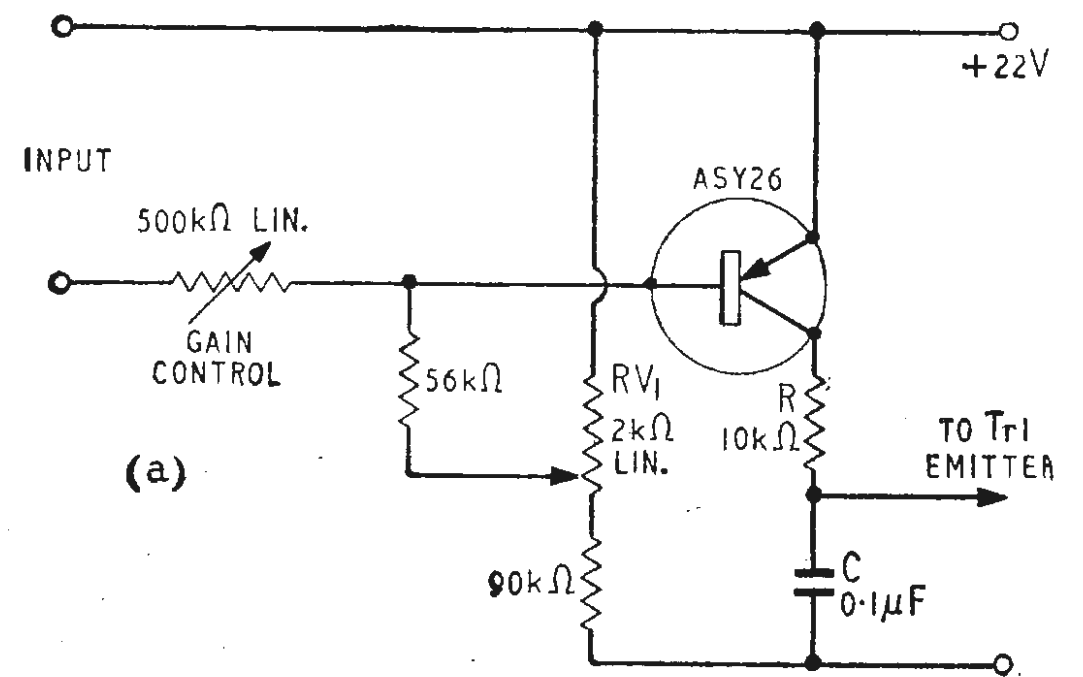 +22V
INPUT
ASY26
500kΩ LIN.
GAIN
CONTROL
56kΩ
RV1
2kΩ
LIN.
R
10kΩ
TO Tr1
EMITTER
(a)
90kΩ
C
0·1μF